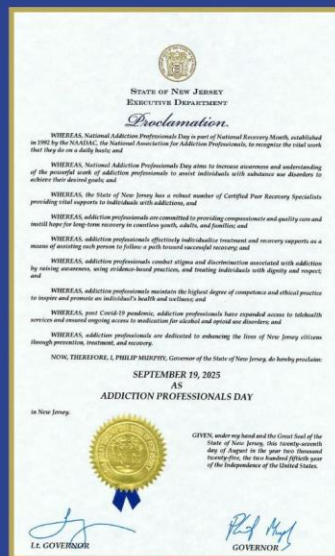 STATE OF NEW JERSEY
EXECUTIVE DEPARTMENT
Proclamation.
WHEREAS, National Addiction Professionals Day is part of National Recovery Month, established
in 1992 by the NAADAC, the National Association for Addiction Professionals, to recognize the vital work
that they do on a daily basis; and
WHEREAS, National Addiction Professionals Day aims to increase awareness and understanding
of the powerful work of addiction professionals to assist individuals with substance use disorders to
achieve their desired goals; and
WHEREAS, the State of New Jersey has a robust number of Certified Peer Recovery Specialists
providing vital supports to individuals with addictions, and
WHEREAS, addiction professionals are committed to providing compassionate and quality care and
instill hope for long-term recovery in countless youth, adults, and families; and
WHEREAS, addiction professionals effectively individualize treatment and recovery supports as a
means of assisting each person to follow a path toward successful recovery; and
WHEREAS, addiction professionals combat stigma and discrimination associated with addiction
by raising awareness, using evidence-based practices, and treating individuals with dignity and respect;
and
WHEREAS, addiction professionals maintain the highest degree of competence and ethical practice
to inspire and promote an individual's health and wellness; and
WHEREAS, post Covid-19 pandemic, addiction professionals have expanded access to telehealth
services and ensured ongoing access to medication for alcohol and opioid use disorders; and
WHEREAS, addiction professionals are dedicated to enhancing the lives of New Jersey citizens
through prevention, treatment, and recovery.
NOW, THEREFORE, I, PHILIP MURPHY, Governor of the State of New Jersey, do hereby proclaim:
SEPTEMBER 19, 2025
AS
ADDICTION PROFESSIONALS DAY
in New Jersey.
GIVEN, under my hand and the Great Seal of the
State of New Jersey, this twenty-seventh
day of August in the year two thousand
twenty-five, the two hundred fiftieth year
of the Independence of the United States.
Lt. GOVERNOR
GOVERNOR